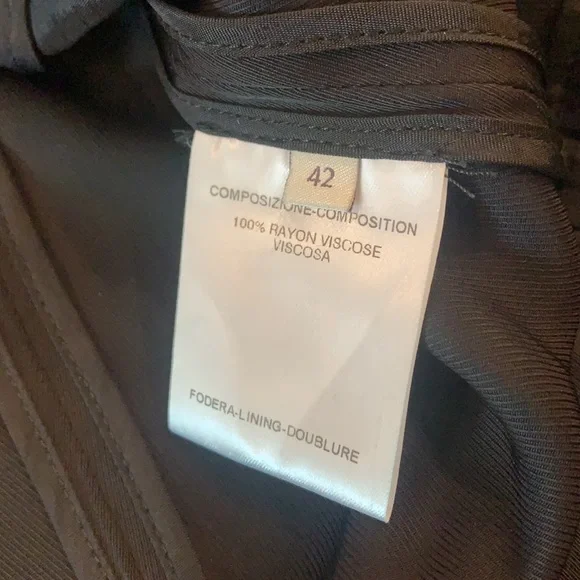 42
COMPOSIZIONE-COMPOSITION
100% RAYON VISCOSE
VISCOSA
FODERA-LINING-DOUBLURE